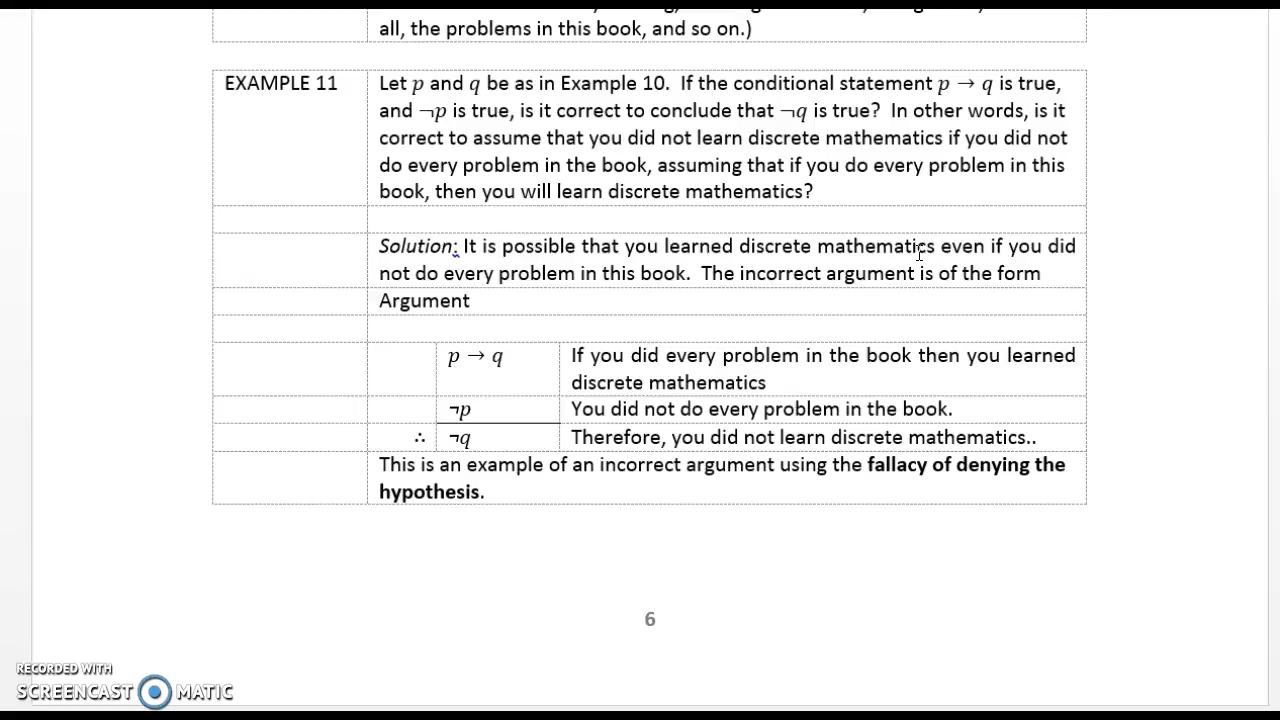 all, the problems in this book, and so on.)
EXAMPLE 11
Let p and q be as in Example 10. If the conditional statement p → q is true,
and ¬p is true, is it correct to conclude that ¬q is true? In other words, is it
correct to assume that you did not learn discrete mathematics if you did not
do every problem in the book, assuming that if you do every problem in this
book, then you will learn discrete mathematics?
Solution: It is possible that you learned discrete mathematics even if you did
not do every problem in this book. The incorrect argument is of the form
Argument
p → q If you did every problem in the book then you learned
discrete mathematics
¬p You did not do every problem in the book.
∴ ¬q Therefore, you did not learn discrete mathematics..
This is an example of an incorrect argument using the fallacy of denying the
hypothesis.
6
RECORDED WITH
SCREENCAST MATIC